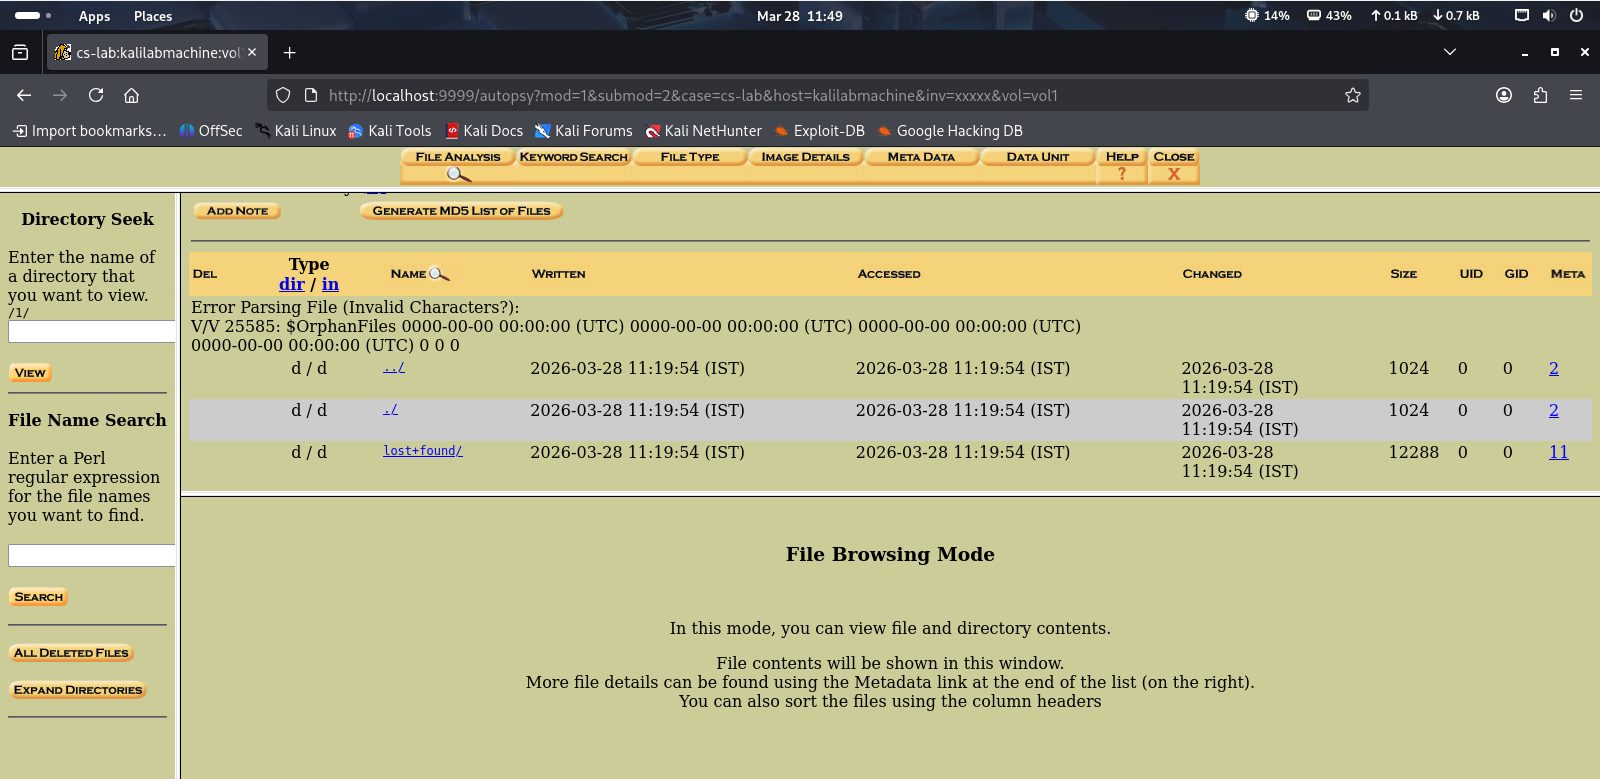 Apps Places Mar 28 11:49 14% 43% 0.1 kB 0.7 kB
cs-lab:kalilabmachine:vol
http://localhost:9999/autopsy?mod=1&submod=2&case=cs-lab&host=kalilabmachine&inv=xxxxx&vol=vol1
Import bookmarks… OffSec Kali Linux Kali Tools Kali Docs Kali Forums Kali NetHunter Exploit-DB Google Hacking DB
FILE ANALYSIS KEYWORD SEARCH FILE TYPE IMAGE DETAILS META DATA DATA UNIT HELP CLOSE
? X
Directory Seek
Enter the name of
a directory that
you want to view.
/1/
VIEW
File Name Search
Enter a Perl
regular expression
for the file names
you want to find.
SEARCH
ALL DELETED FILES
EXPAND DIRECTORIES
ADD NOTE GENERATE MD5 LIST OF FILES
DEL Type NAME WRITTEN ACCESSED CHANGED SIZE UID GID META
dir / in
Error Parsing File (Invalid Characters?):
V/V 25585: $OrphanFiles 0000-00-00 00:00:00 (UTC) 0000-00-00 00:00:00 (UTC) 0000-00-00 00:00:00 (UTC)
0000-00-00 00:00:00 (UTC) 0 0 0
d / d ../ 2026-03-28 11:19:54 (IST) 2026-03-28 11:19:54 (IST) 2026-03-28 1024 0 0 2
11:19:54 (IST)
d / d ./ 2026-03-28 11:19:54 (IST) 2026-03-28 11:19:54 (IST) 2026-03-28 1024 0 0 2
11:19:54 (IST)
d / d lost+found/ 2026-03-28 11:19:54 (IST) 2026-03-28 11:19:54 (IST) 2026-03-28 12288 0 0 11
11:19:54 (IST)
File Browsing Mode
In this mode, you can view file and directory contents.
File contents will be shown in this window.
More file details can be found using the Metadata link at the end of the list (on the right).
You can also sort the files using the column headers